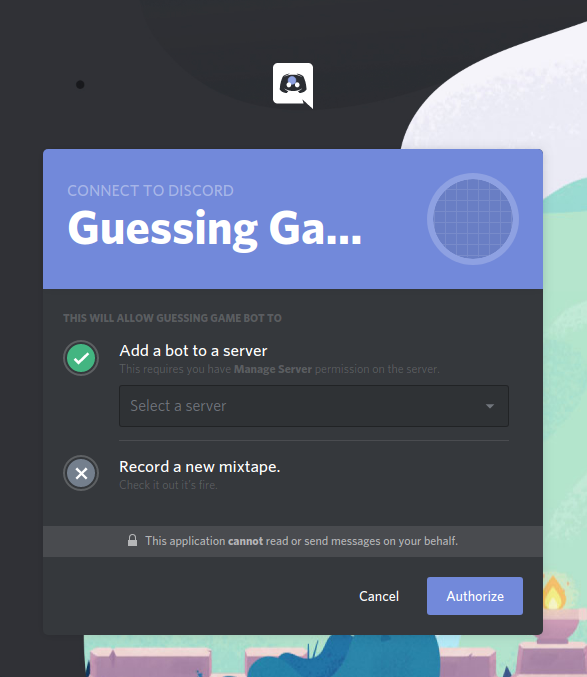 CONNECT TO DISCORD
Guessing Ga...
THIS WILL ALLOW GUESSING GAME BOT TO
Add a bot to a server
This requires you have Manage Server permission on the server.
Select a server
Record a new mixtape.
Check it out it's fire.
This application cannot read or send messages on your behalf.
Cancel
Authorize